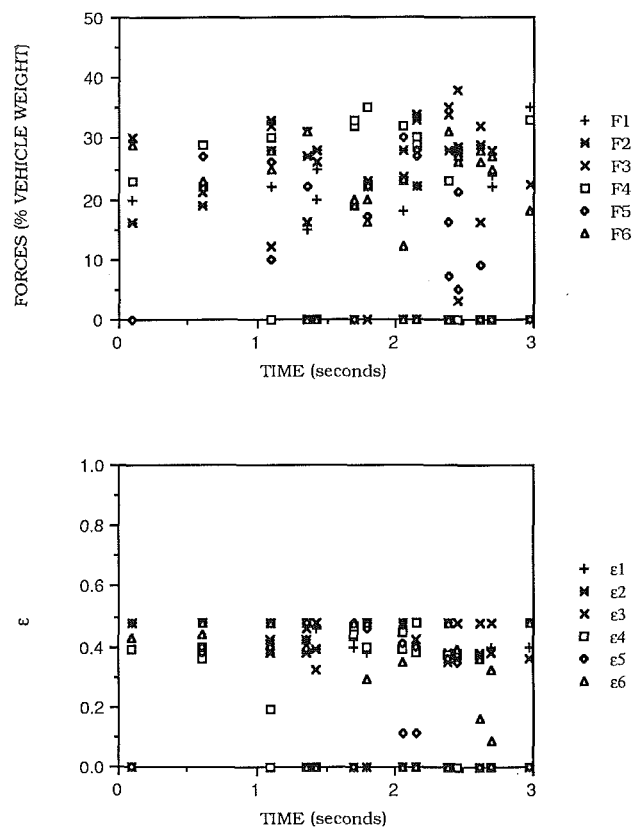 50
40
30
20
10
0
FORCES (% VEHICLE WEIGHT)
0 1 2 3
TIME (seconds)
F1
F2
F3
F4
F5
F6
1.0
0.8
0.6
0.4
0.2
0.0
ε
0 1 2 3
TIME (seconds)
ε1
ε2
ε3
ε4
ε5
ε6